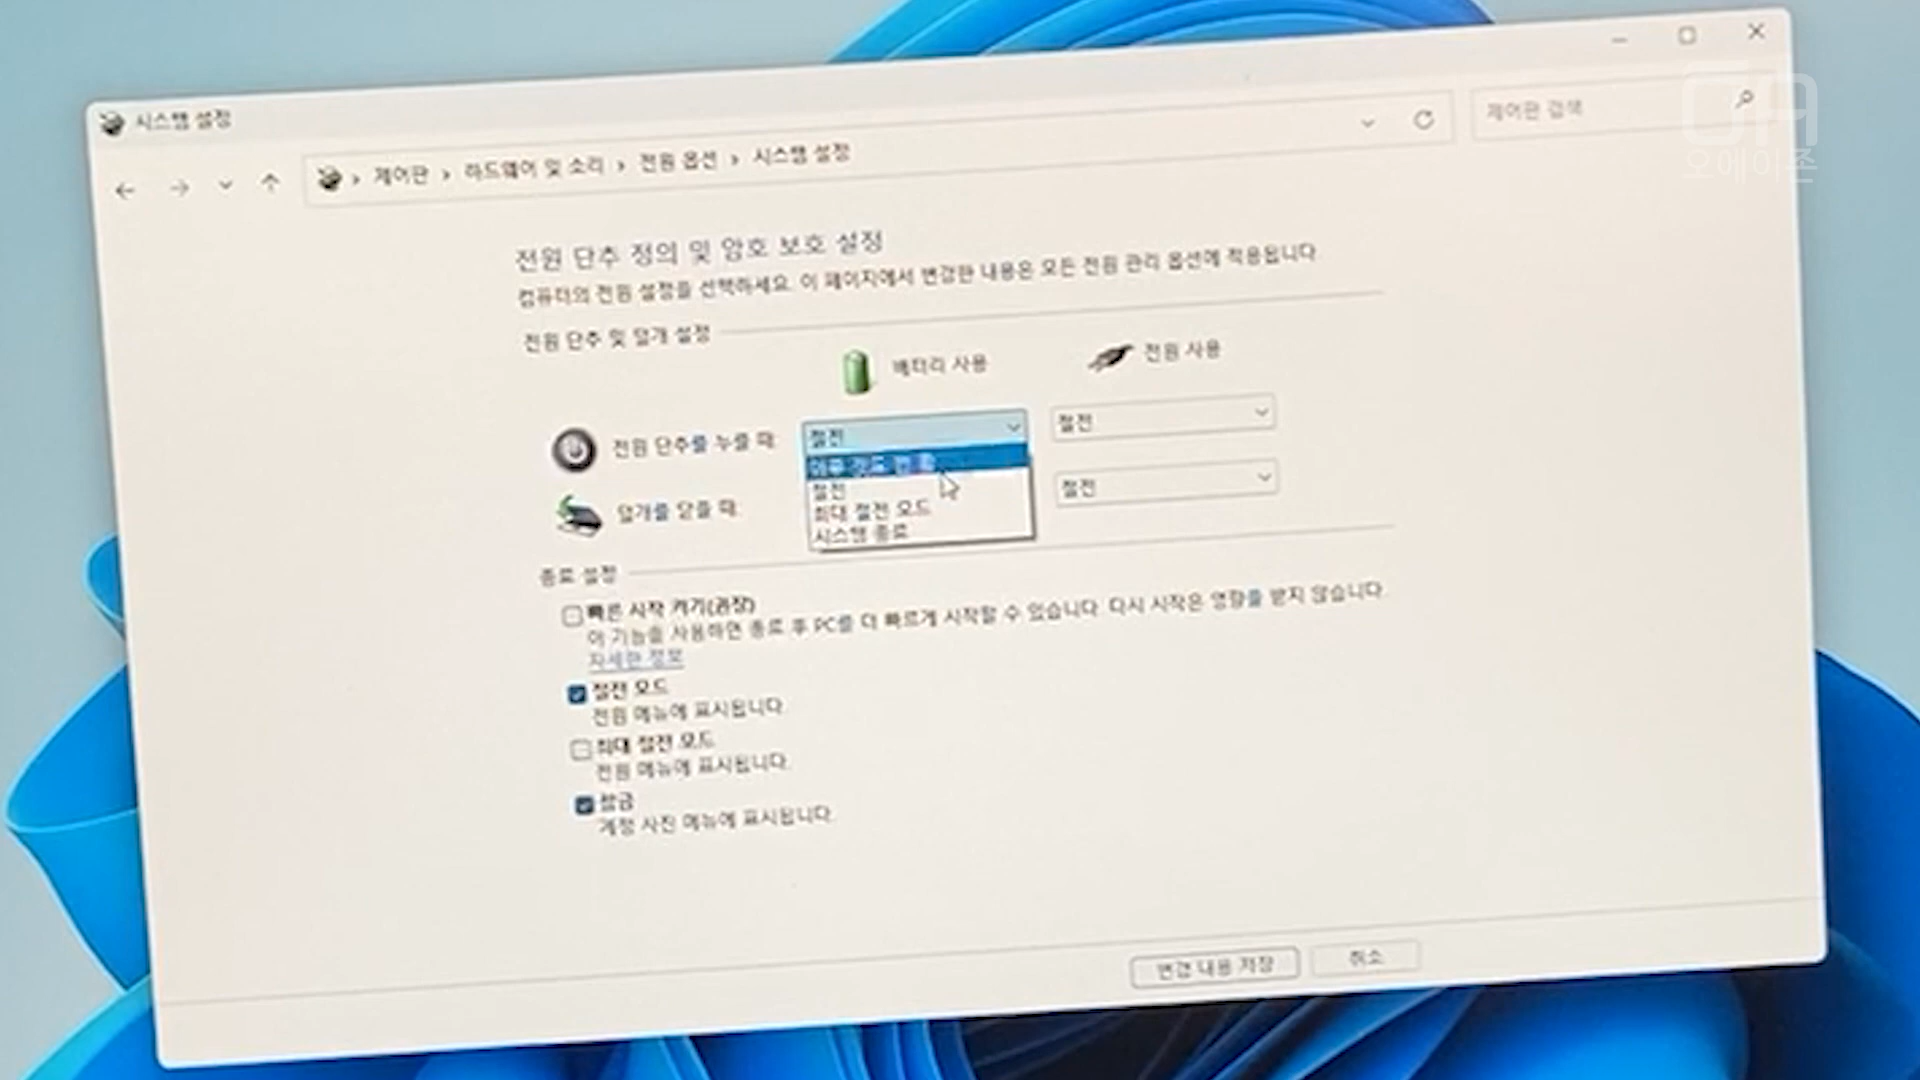 시스템 설정
제어판 > 하드웨어 및 소리 > 전원 옵션 > 시스템 설정
제어판 검색
OA
오에이존
전원 단추 정의 및 암호 보호 설정
컴퓨터의 전원 설정을 선택하세요. 이 페이지에서 변경한 내용은 모든 전원 관리 옵션에 적용됩니다.
전원 단추 및 덮개 설정
배터리 사용
전원 사용
전원 단추를 누를 때:
절전
절전
아무 것도 안 함
절전
최대 절전 모드
시스템 종료
덮개를 닫을 때:
절전
종료 설정
빠른 시작 켜기(권장)
이 기능을 사용하면 종료 후 PC를 더 빠르게 시작할 수 있습니다. 다시 시작은 영향을 받지 않습니다.
자세한 정보
절전 모드
전원 메뉴에 표시됩니다.
최대 절전 모드
전원 메뉴에 표시됩니다.
잠금
계정 사진 메뉴에 표시됩니다.
변경 내용 저장
취소